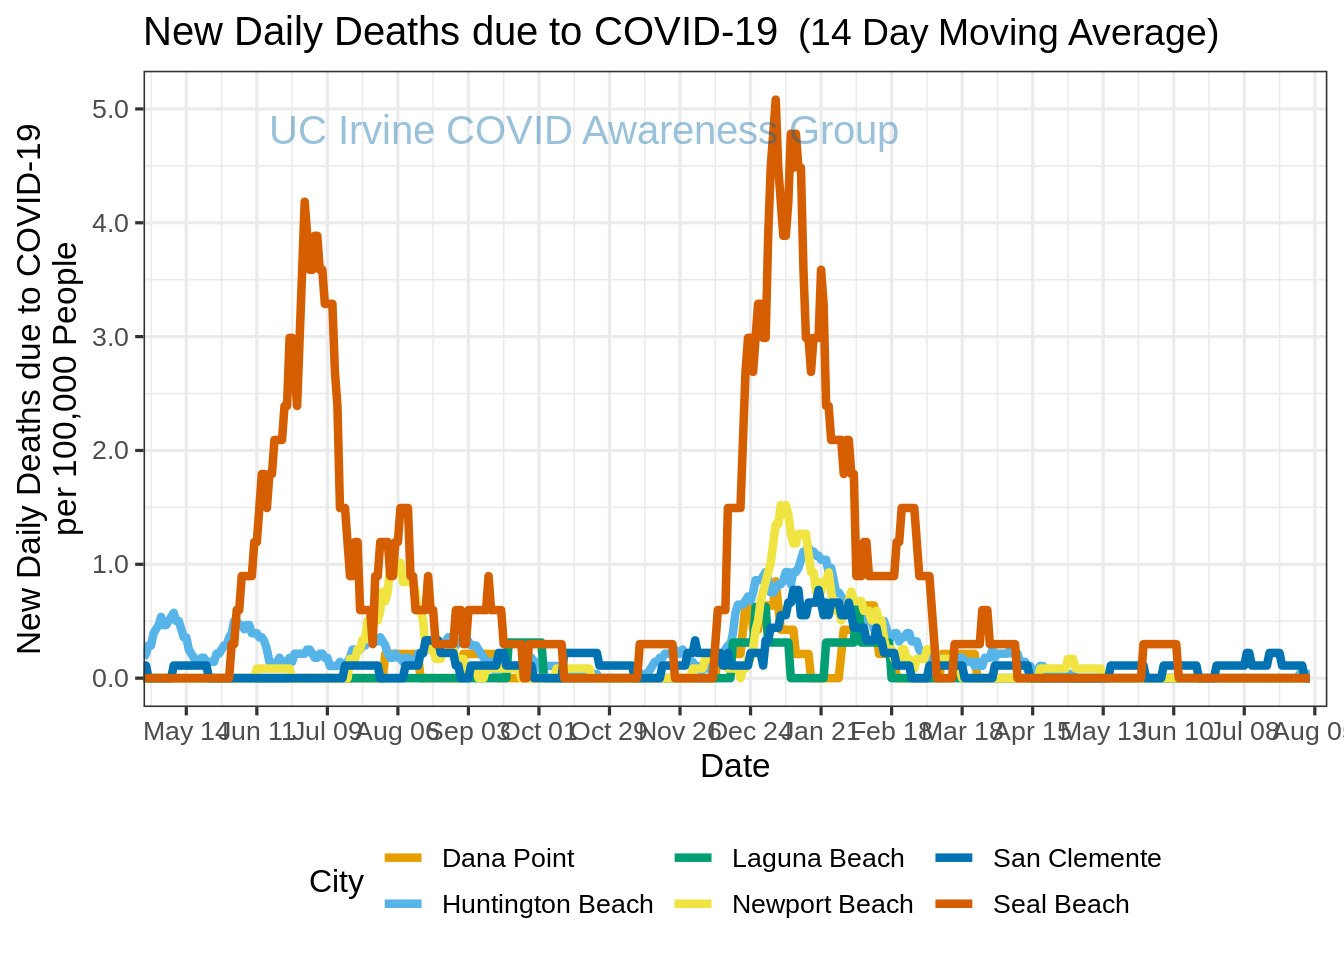 New Daily Deaths due to COVID-19 (14 Day Moving Average)
New Daily Deaths due to COVID-19
per 100,000 People
5.0
4.0
3.0
2.0
1.0
0.0
UC Irvine COVID Awareness Group
May 14 Jun 11 Jul 09 Aug 06 Sep 03 Oct 01 Oct 29 Nov 26 Dec 24 Jan 21 Feb 18 Mar 18 Apr 15 May 13 Jun 10 Jul 08 Aug 0
Date
City
Dana Point Laguna Beach San Clemente
Huntington Beach Newport Beach Seal Beach